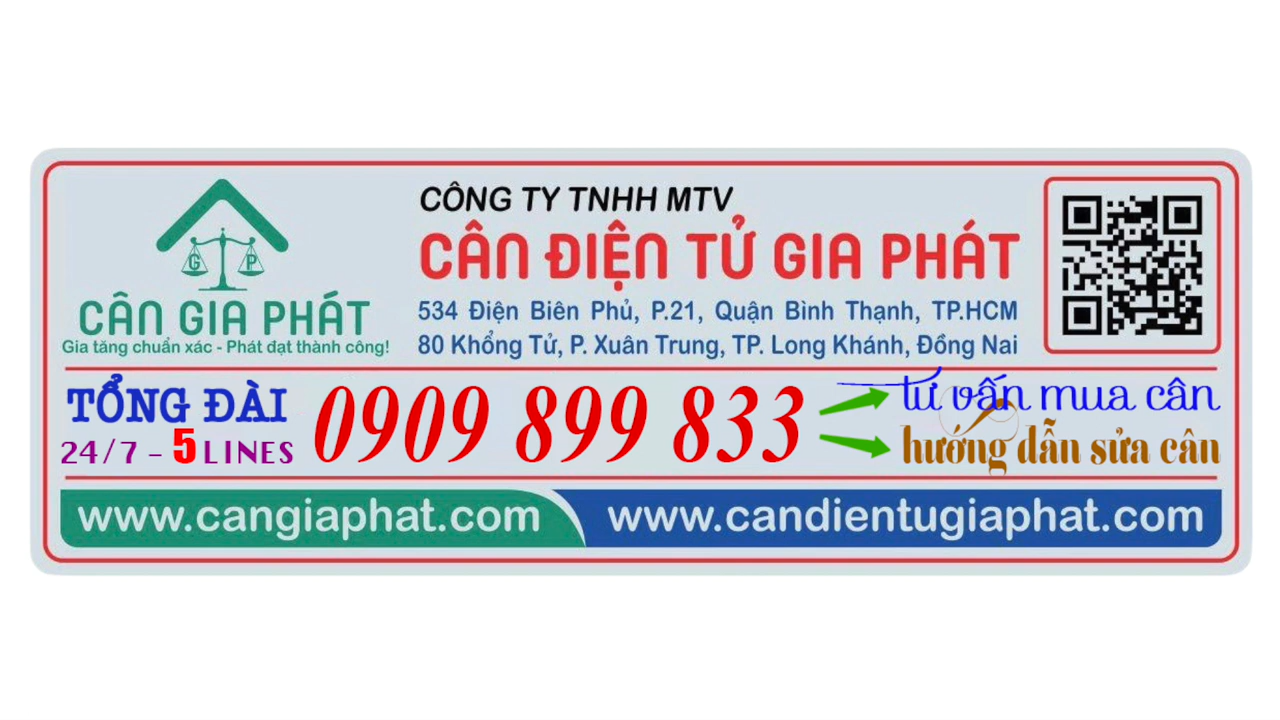 G P
CÂN GIA PHÁT
Gia tăng chuẩn xác - Phát đạt thành công!
CÔNG TY TNHH MTV
CÂN ĐIỆN TỬ GIA PHÁT
534 Điện Biên Phủ, P.21, Quận Bình Thạnh, TP.HCM
80 Khổng Tử, P. Xuân Trung, TP. Long Khánh, Đồng Nai
TỔNG ĐÀI
24/7 - 5 LINES
0909 899 833
tư vấn mua cân
hướng dẫn sửa cân
www.cangiaphat.com
www.candientugiaphat.com